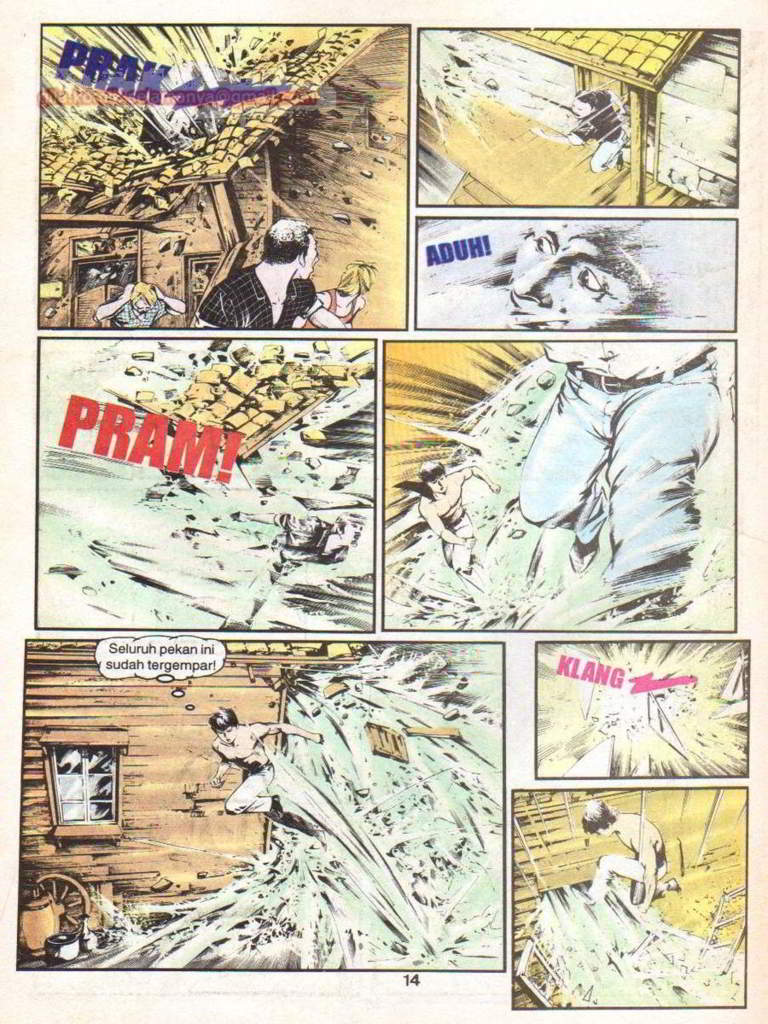 PRAK
ADUH!
PRAM!
Seluruh pekan ini
sudah tergempar!
KLANG
14